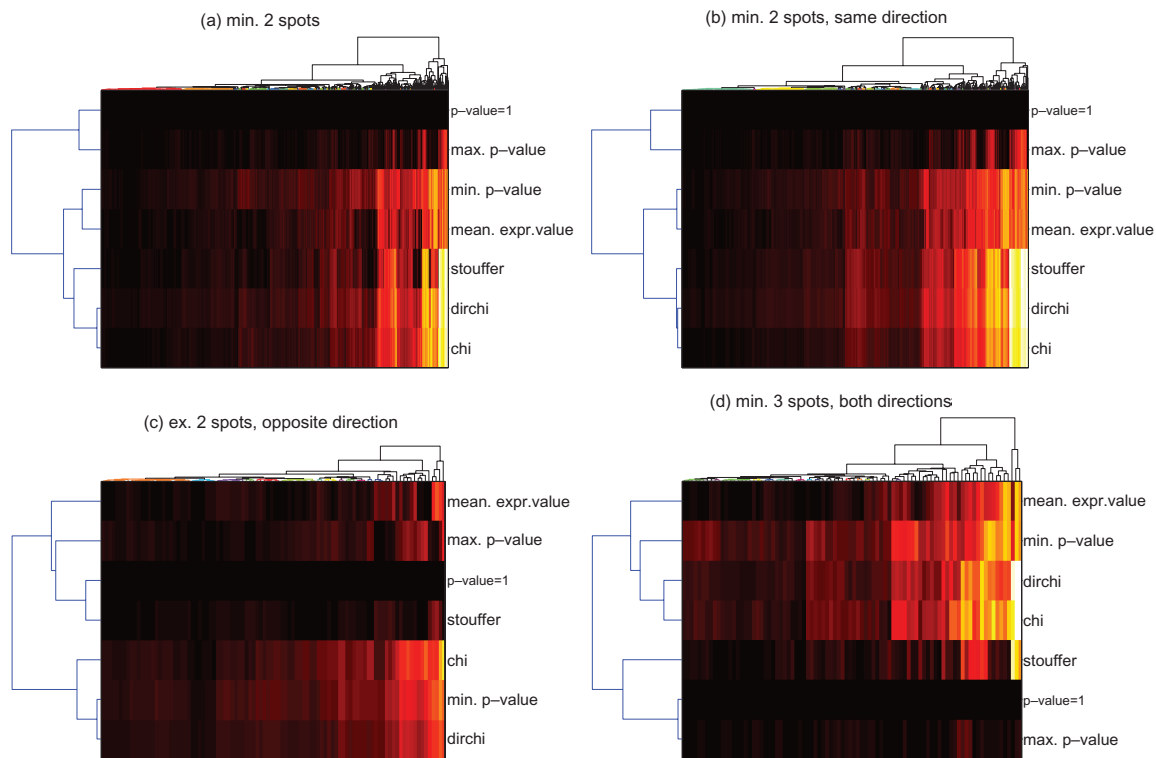 (a) min. 2 spots
p–value=1
max. p–value
min. p–value
mean. expr.value
stouffer
dirchi
chi
(b) min. 2 spots, same direction
p–value=1
max. p–value
min. p–value
mean. expr.value
stouffer
dirchi
chi
(c) ex. 2 spots, opposite direction
mean. expr.value
max. p–value
p–value=1
stouffer
chi
min. p–value
dirchi
(d) min. 3 spots, both directions
mean. expr.value
min. p–value
dirchi
chi
stouffer
p–value=1
max. p–value